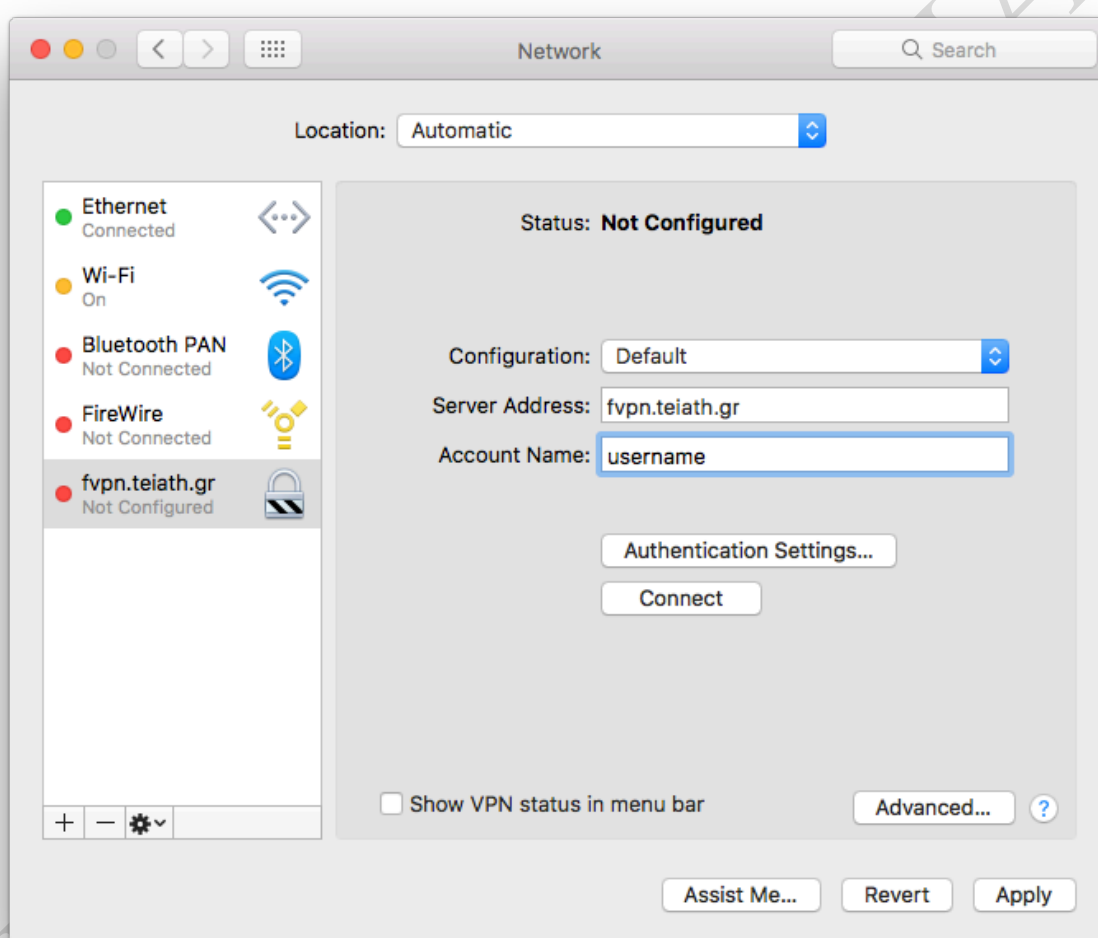 Network
Search
Location: Automatic
Ethernet
Connected
Wi-Fi
On
Bluetooth PAN
Not Connected
FireWire
Not Connected
fvpn.teiath.gr
Not Configured
Status: Not Configured
Configuration: Default
Server Address: fvpn.teiath.gr
Account Name: username
Authentication Settings...
Connect
Show VPN status in menu bar
Advanced... ?
Assist Me... Revert Apply